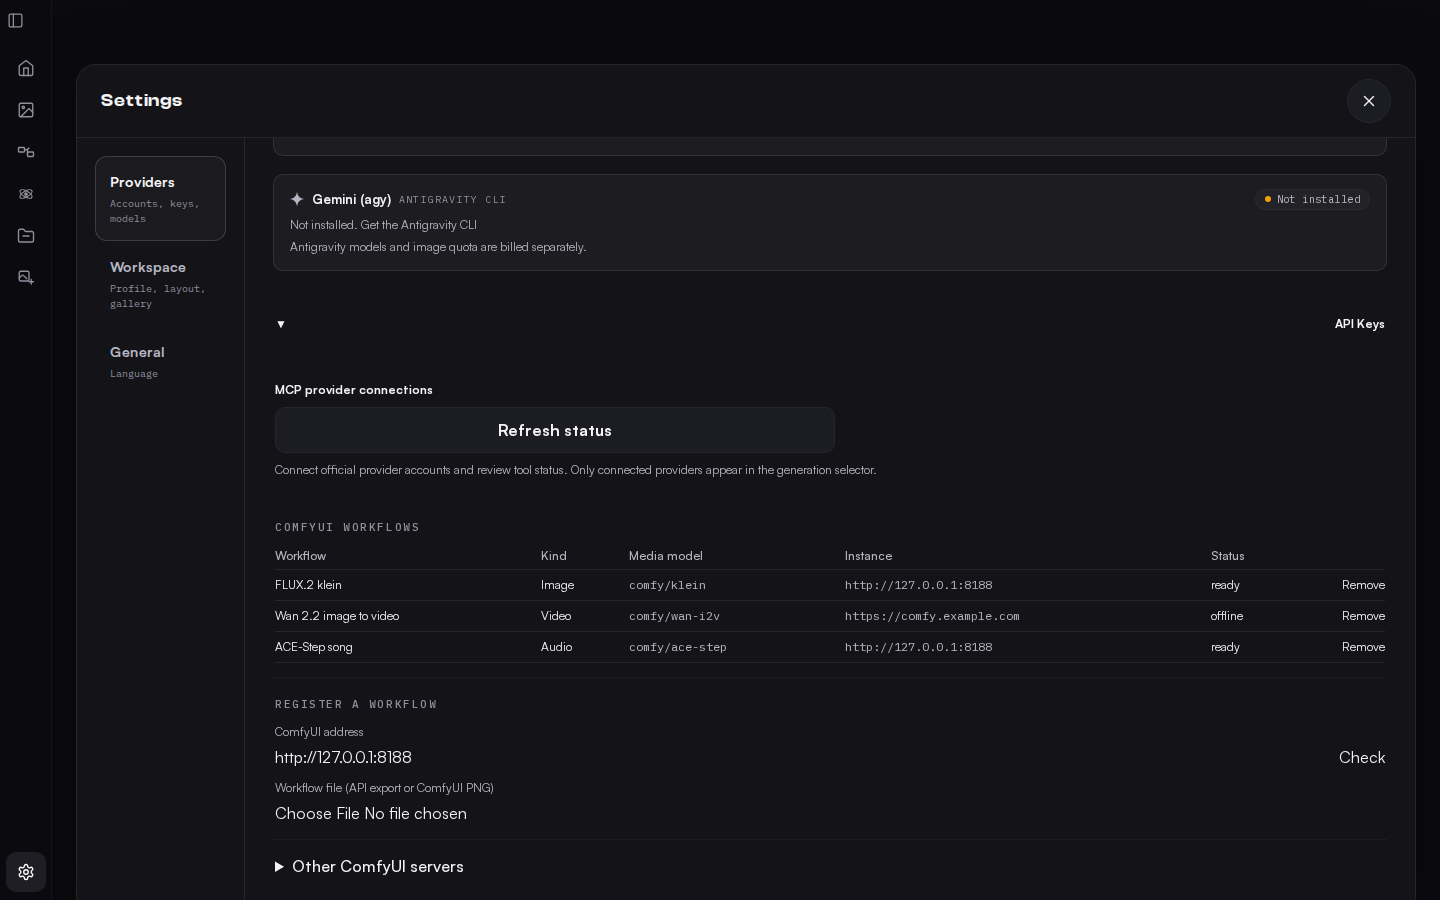 Settings
Providers
Accounts, keys,
models
Workspace
Profile, layout,
gallery
General
Language
Gemini (agy) ANTIGRAVITY CLI
Not installed
Not installed. Get the Antigravity CLI
Antigravity models and image quota are billed separately.
▼ API Keys
MCP provider connections
Refresh status
Connect official provider accounts and review tool status. Only connected providers appear in the generation selector.
COMFYUI WORKFLOWS
Workflow Kind Media model Instance Status
FLUX.2 klein Image comfy/klein http://127.0.0.1:8188 ready Remove
Wan 2.2 image to video Video comfy/wan-i2v https://comfy.example.com offline Remove
ACE-Step song Audio comfy/ace-step http://127.0.0.1:8188 ready Remove
REGISTER A WORKFLOW
ComfyUI address
http://127.0.0.1:8188 Check
Workflow file (API export or ComfyUI PNG)
Choose File No file chosen
▶ Other ComfyUI servers